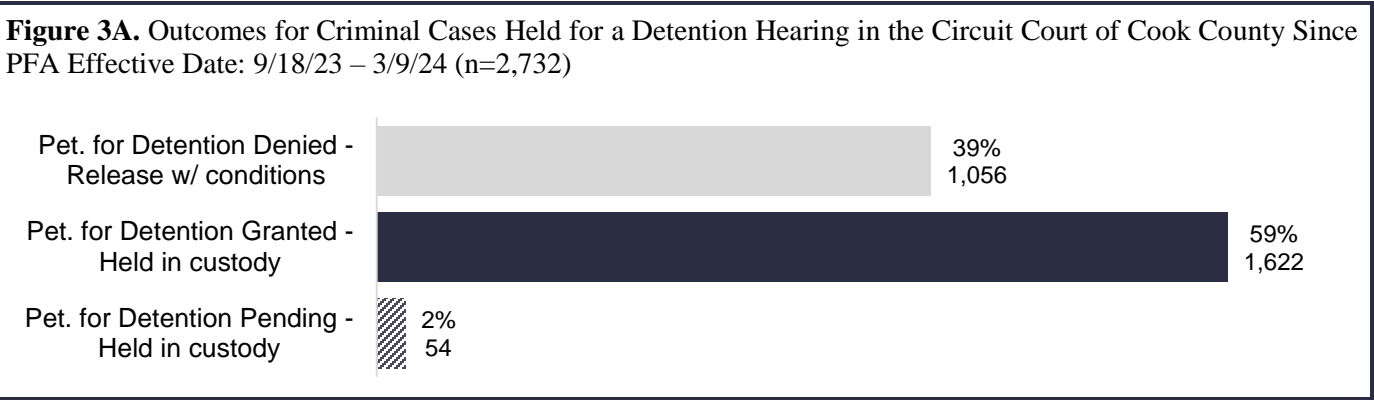 Figure 3A. Outcomes for Criminal Cases Held for a Detention Hearing in the Circuit Court of Cook County Since
PFA Effective Date: 9/18/23 – 3/9/24 (n=2,732)
Pet. for Detention Denied -
Release w/ conditions
39%
1,056
Pet. for Detention Granted -
Held in custody
59%
1,622
Pet. for Detention Pending -
Held in custody
2%
54